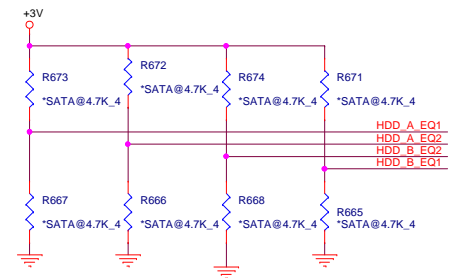 +3V
R673
*SATA@4.7K_4
R672
*SATA@4.7K_4
R674
*SATA@4.7K_4
R671
*SATA@4.7K_4
HDD_A_EQ1
HDD_A_EQ2
HDD_B_EQ2
HDD_B_EQ1
R667
*SATA@4.7K_4
R666
*SATA@4.7K_4
R668
*SATA@4.7K_4
R665
*SATA@4.7K_4